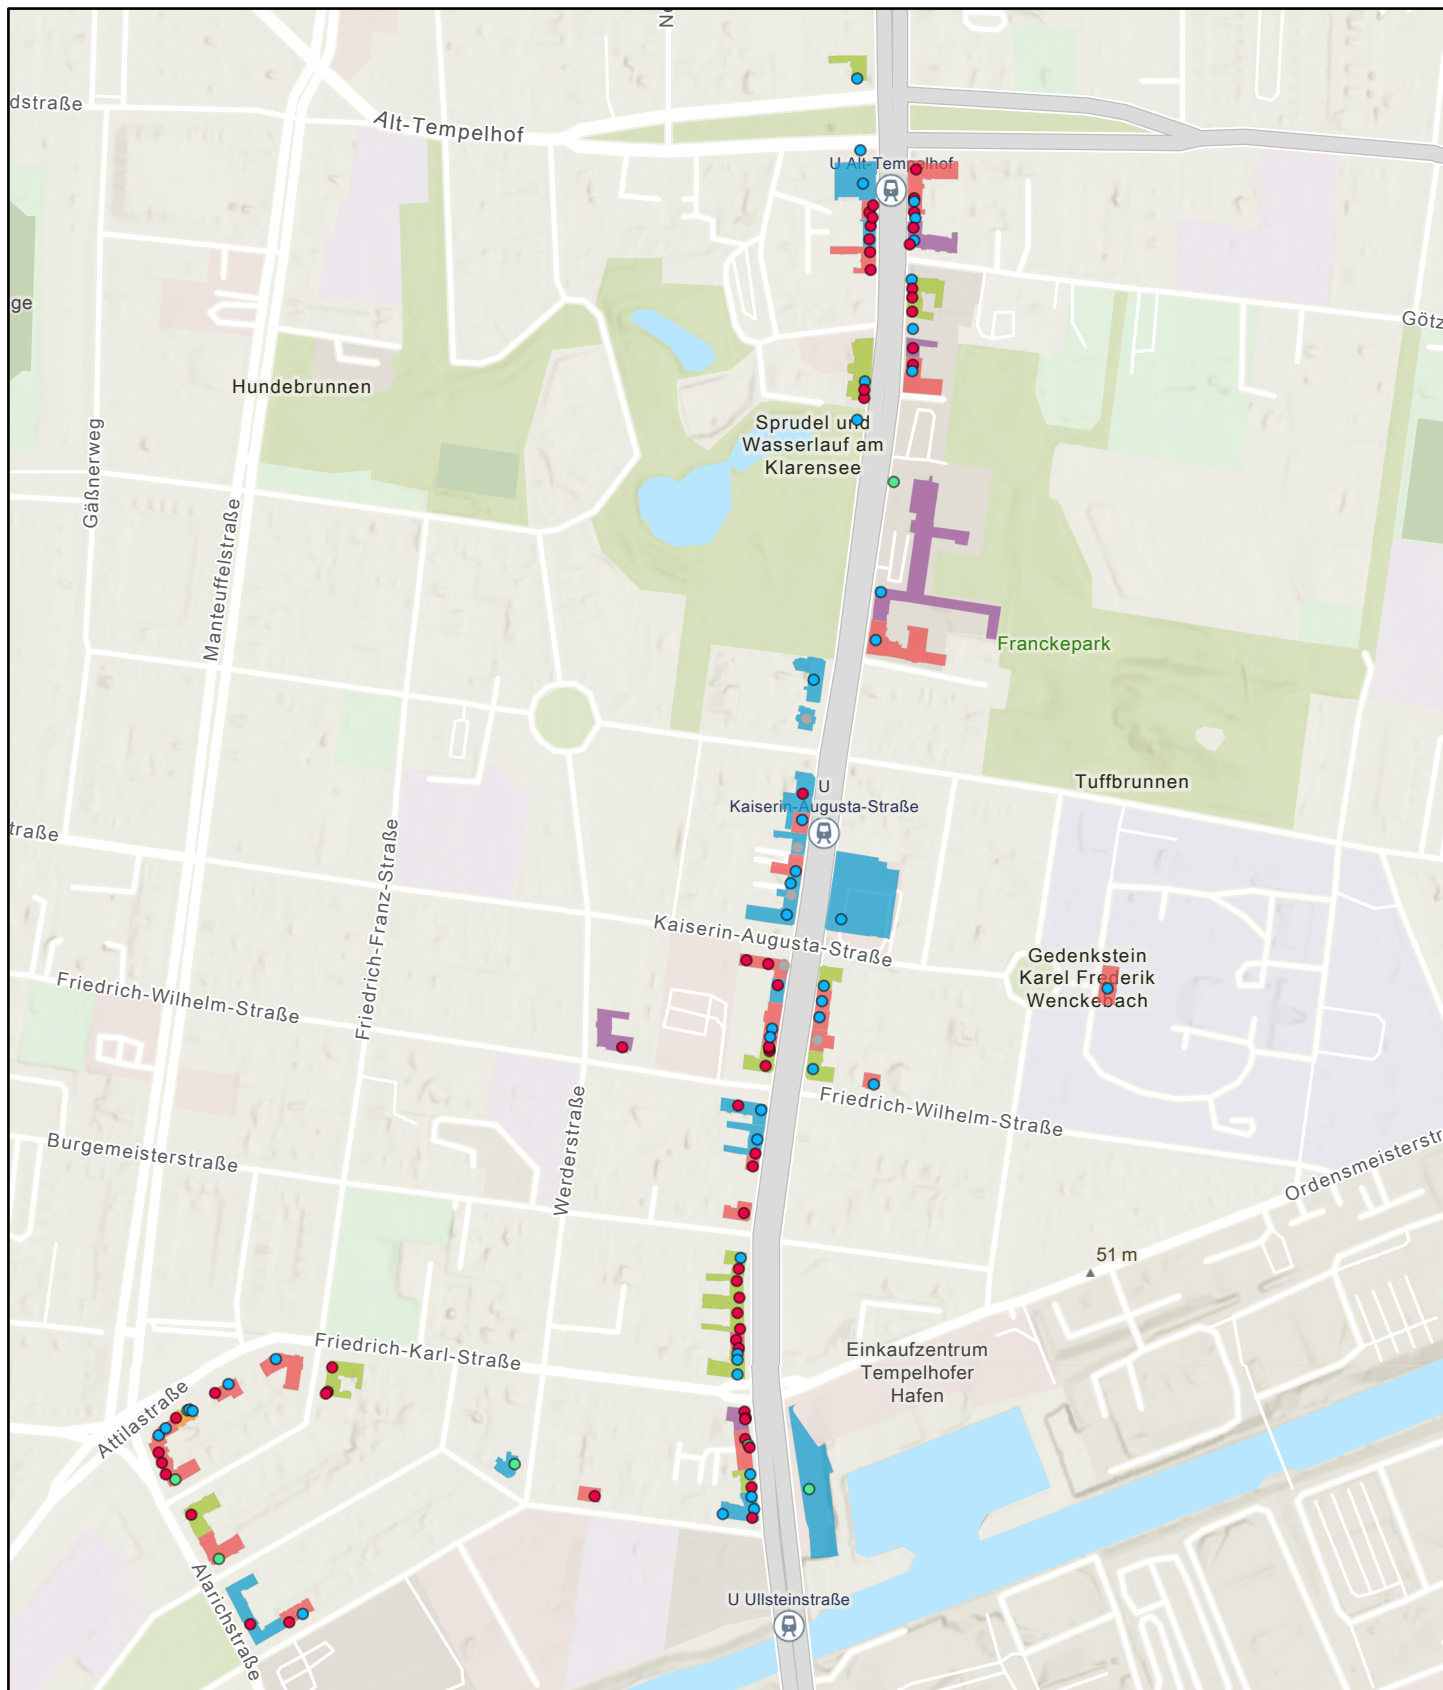 No
dstraße
Alt-Tempelhof
U Alt-Tempelhof
ge
Götz
Hundebrunnen
Gäßnerweg
Sprudel und
Wasserlauf am
Klarensee
Manteuffelstraße
Franckepark
Tuffbrunnen
U
Kaiserin-Augusta-Straße
traße
Friedrich-Franz-Straße
Kaiserin-Augusta-Straße
Gedenkstein
Karel Frederik
Wenckebach
Friedrich-Wilhelm-Straße
Friedrich-Wilhelm-Straße
Werderstraße
Burgemeisterstraße
Ordensmeisterstr
51 m
Friedrich-Karl-Straße
Einkaufzentrum
Tempelhofer
Hafen
Attilastraße
Alarichstraße
U Ullsteinstraße